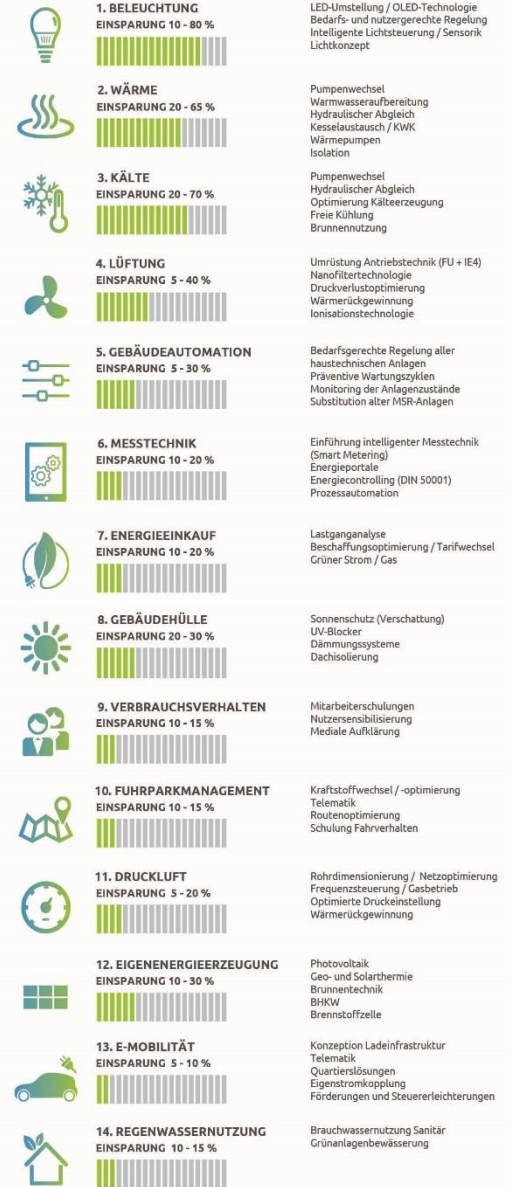 1. BELEUCHTUNG
EINSPARUNG 10 - 80 %
LED-Umstellung / OLED-Technologie
Bedarfs- und nutzergerechte Regelung
Intelligente Lichtsteuerung / Sensorik
Lichtkonzept
2. WÄRME
EINSPARUNG 20 - 65 %
Pumpenwechsel
Warmwasseraufbereitung
Hydraulischer Abgleich
Kesselaustausch / KWK
Wärmepumpen
Isolation
3. KÄLTE
EINSPARUNG 20 - 70 %
Pumpenwechsel
Hydraulischer Abgleich
Optimierung Kälteerzeugung
Freie Kühlung
Brunnennutzung
4. LÜFTUNG
EINSPARUNG 5 - 40 %
Umrüstung Antriebstechnik (FU + IE4)
Nanofiltertechnologie
Druckverlustoptimierung
Wärmerückgewinnung
Ionisationstechnologie
5. GEBÄUDEAUTOMATION
EINSPARUNG 5 - 30 %
Bedarfsgerechte Regelung aller
haustechnischen Anlagen
Präventive Wartungszyklen
Monitoring der Anlagenzustände
Substitution alter MSR-Anlagen
6. MESSTECHNIK
EINSPARUNG 10 - 20 %
Einführung intelligenter Messtechnik
(Smart Metering)
Energieportale
Energiecontrolling (DIN 50001)
Prozessautomation
7. ENERGIEEINKAUF
EINSPARUNG 10 - 20 %
Lastganganalyse
Beschaffungsoptimierung / Tarifwechsel
Grüner Strom / Gas
8. GEBÄUDEHÜLLE
EINSPARUNG 20 - 30 %
Sonnenschutz (Verschattung)
UV-Blocker
Dämmungssysteme
Dachisolierung
9. VERBRAUCHSVERHALTEN
EINSPARUNG 10 - 15 %
Mitarbeiterschulungen
Nutzersensibilisierung
Mediale Aufklärung
10. FUHRPARKMANAGEMENT
EINSPARUNG 10 - 15 %
Kraftstoffwechsel / -optimierung
Telematik
Routenoptimierung
Schulung Fahrverhalten
11. DRUCKLUFT
EINSPARUNG 5 - 20 %
Rohrdimensionierung / Netzoptimierung
Frequenzsteuerung / Gasbetrieb
Optimierte Druckeinstellung
Wärmerückgewinnung
12. EIGENENERGIEERZEUGUNG
EINSPARUNG 10 - 30 %
Photovoltaik
Geo- und Solarthermie
Brunnentechnik
BHKW
Brennstoffzelle
13. E-MOBILITÄT
EINSPARUNG 5 - 10 %
Konzeption Ladeinfrastruktur
Telematik
Quartierslösungen
Eigenstromkopplung
Förderungen und Steuererleichterungen
14. REGENWASSERNUTZUNG
EINSPARUNG 10 - 15 %
Brauchwassernutzung Sanitär
Grünanlagenbewässerung